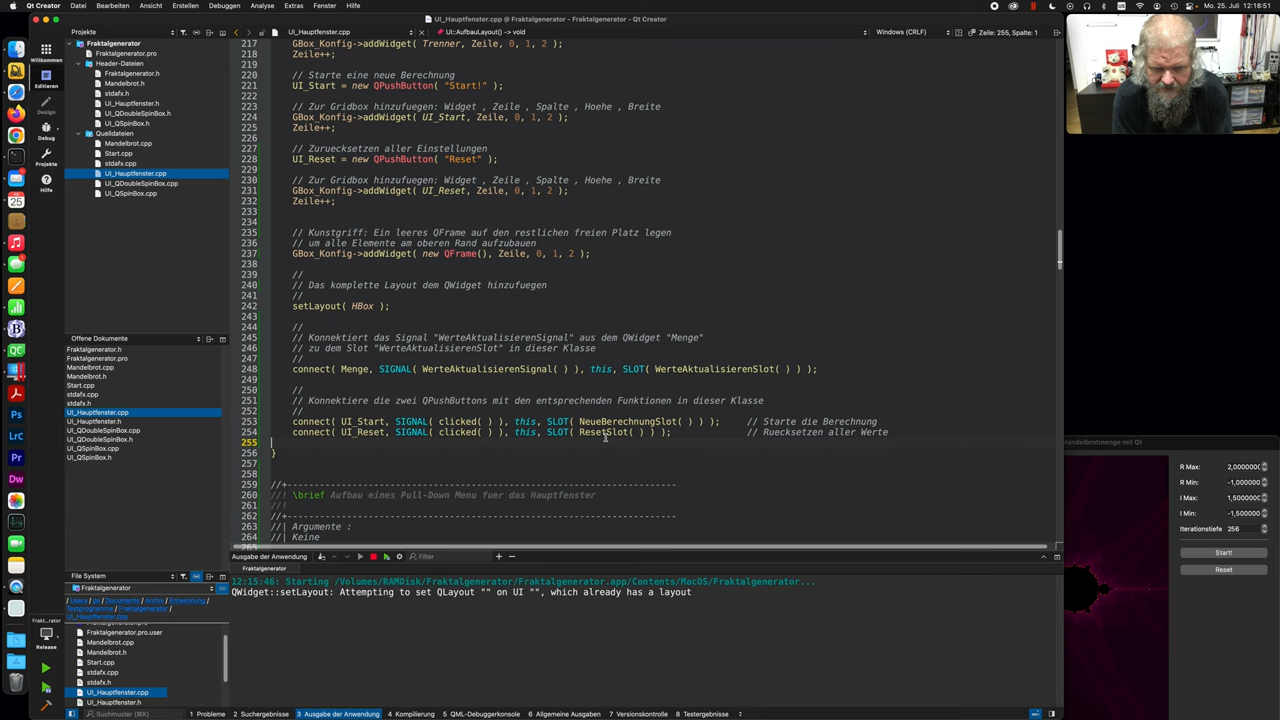 Qt Creator Datei Bearbeiten Ansicht Erstellen Debuggen Analyse Extras Fenster Hilfe
Mo. 25. Juli 12:18:51
UI_Hauptfenster.cpp @ Fraktalgenerator - Fraktalgenerator - Qt Creator
Projekte
UI_Hauptfenster.cpp
UI::AufbauLayout() -> void
Windows (CRLF)
Zeile: 255, Spalte: 1
Willkommen
Editieren
Design
Debug
Projekte
Hilfe
Fraktalgenerator
Fraktalgenerator.pro
Header-Dateien
Fraktalgenerator.h
Mandelbrot.h
stdafx.h
UI_Hauptfenster.h
UI_QDoubleSpinBox.h
UI_QSpinBox.h
Quelldateien
Mandelbrot.cpp
Start.cpp
stdafx.cpp
UI_Hauptfenster.cpp
UI_QDoubleSpinBox.cpp
UI_QSpinBox.cpp
Offene Dokumente
Fraktalgenerator.h
Fraktalgenerator.pro
Mandelbrot.cpp
Mandelbrot.h
Start.cpp
stdafx.cpp
stdafx.h
UI_Hauptfenster.cpp
UI_Hauptfenster.h
UI_QDoubleSpinBox.cpp
UI_QDoubleSpinBox.h
UI_QSpinBox.cpp
UI_QSpinBox.h
File System
Fraktalgenerator
/ Users / ps / Documents / Archiv / Entwicklung /
Testprogramme / Fraktalgenerator /
UI_Hauptfenster.cpp
Fraktalgenerator.pro.user
Mandelbrot.cpp
Mandelbrot.h
Start.cpp
stdafx.cpp
stdafx.h
UI_Hauptfenster.cpp
UI_Hauptfenster.h
Frakt...ator
Release
217 GBox_Konfig->addWidget( Trenner, Zeile, 0, 1, 2 );
218 Zeile++;
219
220 // Starte eine neue Berechnung
221 UI_Start = new QPushButton( "Start!" );
222
223 // Zur Gridbox hinzufuegen: Widget , Zeile , Spalte , Hoehe , Breite
224 GBox_Konfig->addWidget( UI_Start, Zeile, 0, 1, 2 );
225 Zeile++;
226
227 // Zuruecksetzen aller Einstellungen
228 UI_Reset = new QPushButton( "Reset" );
229
230 // Zur Gridbox hinzufuegen: Widget , Zeile , Spalte , Hoehe , Breite
231 GBox_Konfig->addWidget( UI_Reset, Zeile, 0, 1, 2 );
232 Zeile++;
233
234
235 // Kunstgriff: Ein leeres QFrame auf den restlichen freien Platz legen
236 // um alle Elemente am oberen Rand aufzubauen
237 GBox_Konfig->addWidget( new QFrame(), Zeile, 0, 1, 2 );
238
239 //
240 // Das komplette Layout dem QWidget hinzufuegen
241 //
242 setLayout( HBox );
243
244 //
245 // Konnektiert das Signal "WerteAktualisierenSignal" aus dem QWidget "Menge"
246 // zu dem Slot "WerteAktualisierenSlot" in dieser Klasse
247 //
248 connect( Menge, SIGNAL( WerteAktualisierenSignal( ) ), this, SLOT( WerteAktualisierenSlot( ) ) );
249
250 //
251 // Konnektiere die zwei QPushButtons mit den entsprechenden Funktionen in dieser Klasse
252 //
253 connect( UI_Start, SIGNAL( clicked( ) ), this, SLOT( NeueBerechnungSlot( ) ) ); // Starte die Berechnung
254 connect( UI_Reset, SIGNAL( clicked( ) ), this, SLOT( ResetSlot( ) ) ); // Ruecksetzen aller Werte
255
256 }
257
258
259 //+-----------------------------------------------------------------------
260 //! \brief Aufbau eines Pull-Down Menu fuer das Hauptfenster
261 //!
262 //+-----------------------------------------------------------------------
263 //| Argumente :
264 //| Keine
265
Ausgabe der Anwendung
Filter
Fraktalgenerator
12:15:46: Starting /Volumes/RAMDisk/Fraktalgenerator/Fraktalgenerator.app/Contents/MacOS/Fraktalgenerator...
QWidget::setLayout: Attempting to set QLayout "" on UI "", which already has a layout
andelbrotmenge mit Qt
R Max: 2,0000000
R Min: -1,000000
I Max: 1,5000000
I Min: -1,500000
Iterationstiefe 256
Start!
Reset
Suchmuster (⌘K)
1 Probleme 2 Suchergebnisse 3 Ausgabe der Anwendung 4 Kompilierung 5 QML-Debuggerkonsole 6 Allgemeine Ausgaben 7 Versionskontrolle 8 Testergebnisse